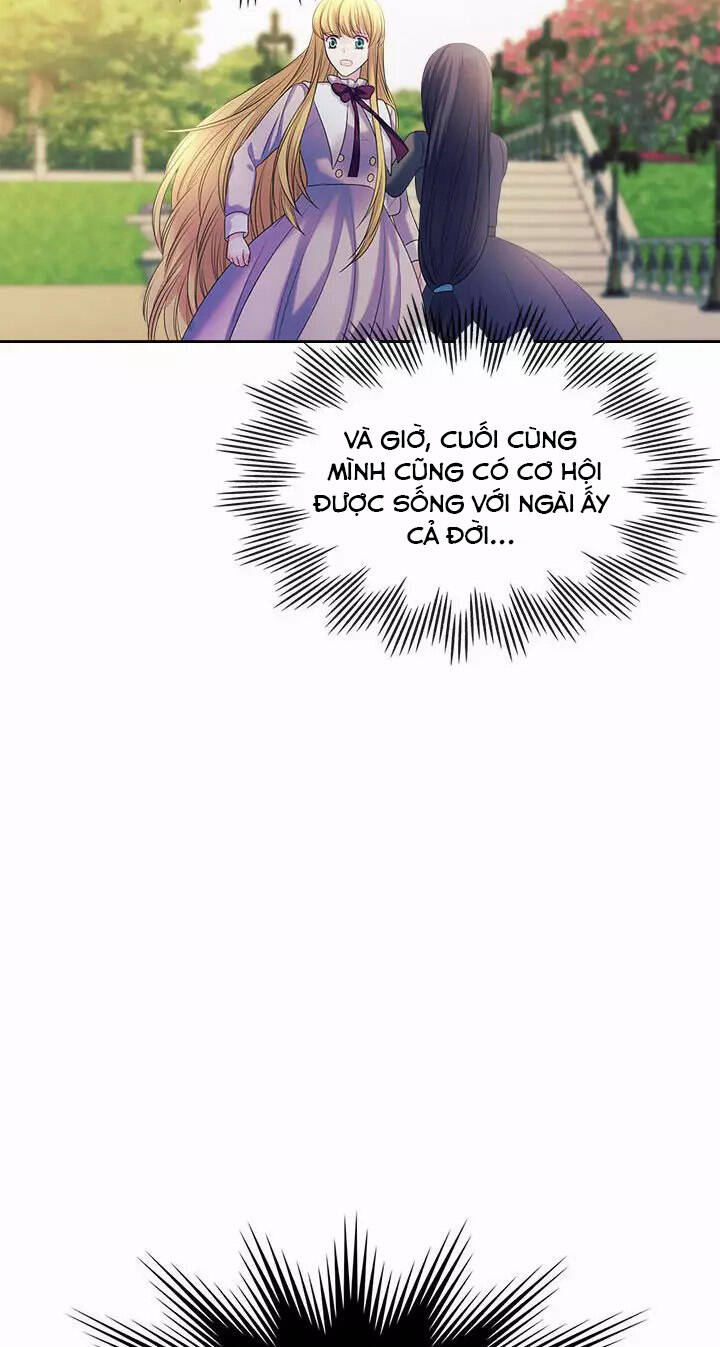 VÀ GIỜ, CUỐI CÙNG
MÌNH CŨNG CÓ CƠ HỘI
ĐƯỢC SỐNG VỚI NGÀI ẤY
CẢ ĐỜI...